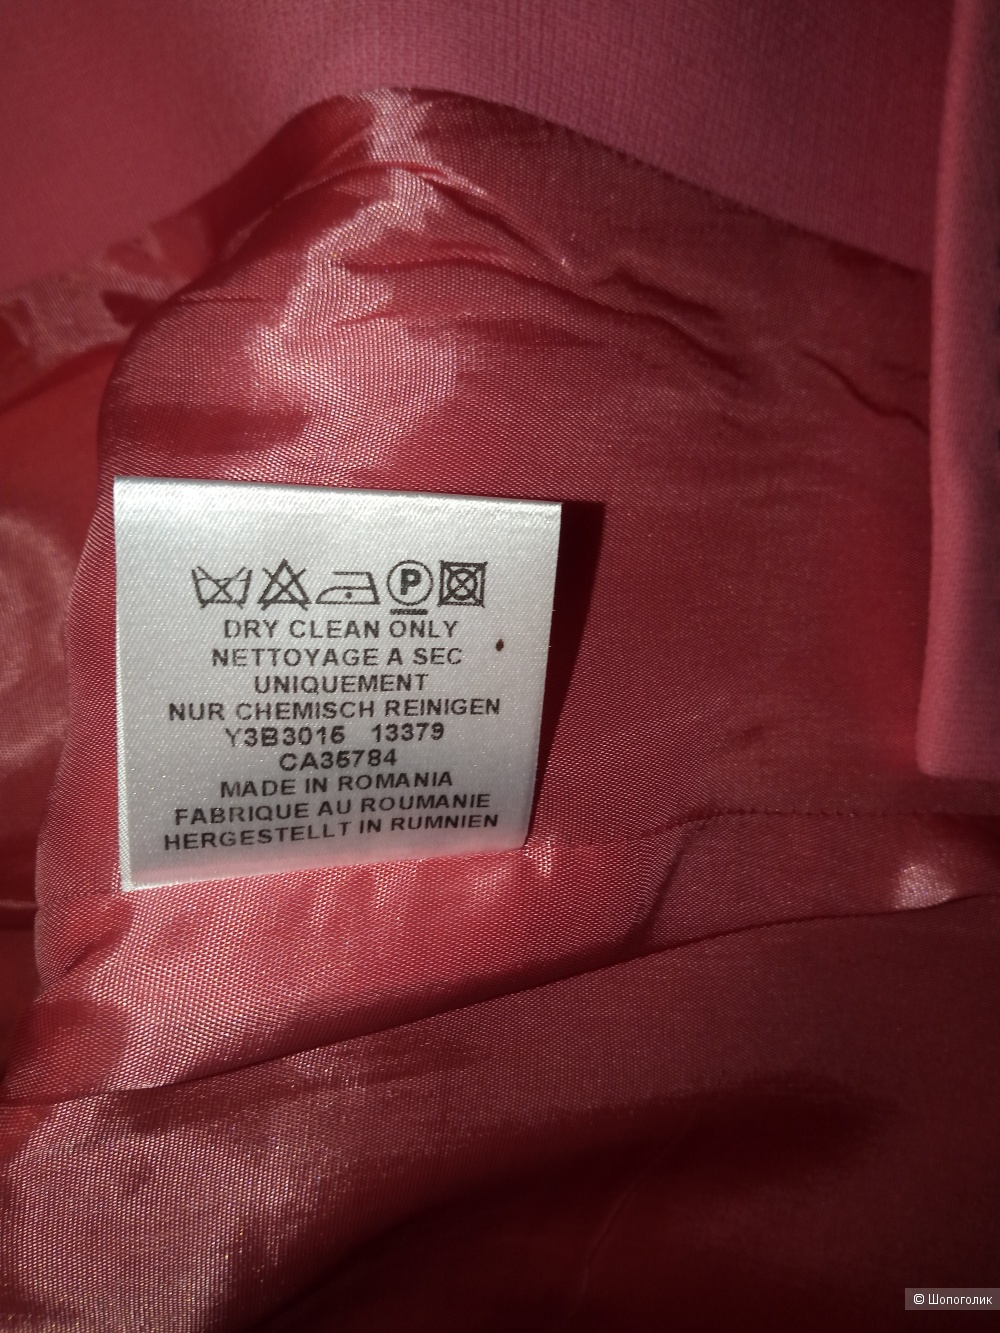 P
DRY CLEAN ONLY
NETTOYAGE A SEC
UNIQUEMENT
NUR CHEMISCH REINIGEN
Y3B3015 13379
CA35784
MADE IN ROMANIA
FABRIQUE AU ROUMANIE
HERGESTELLT IN RUMNIEN
© Шопоголик